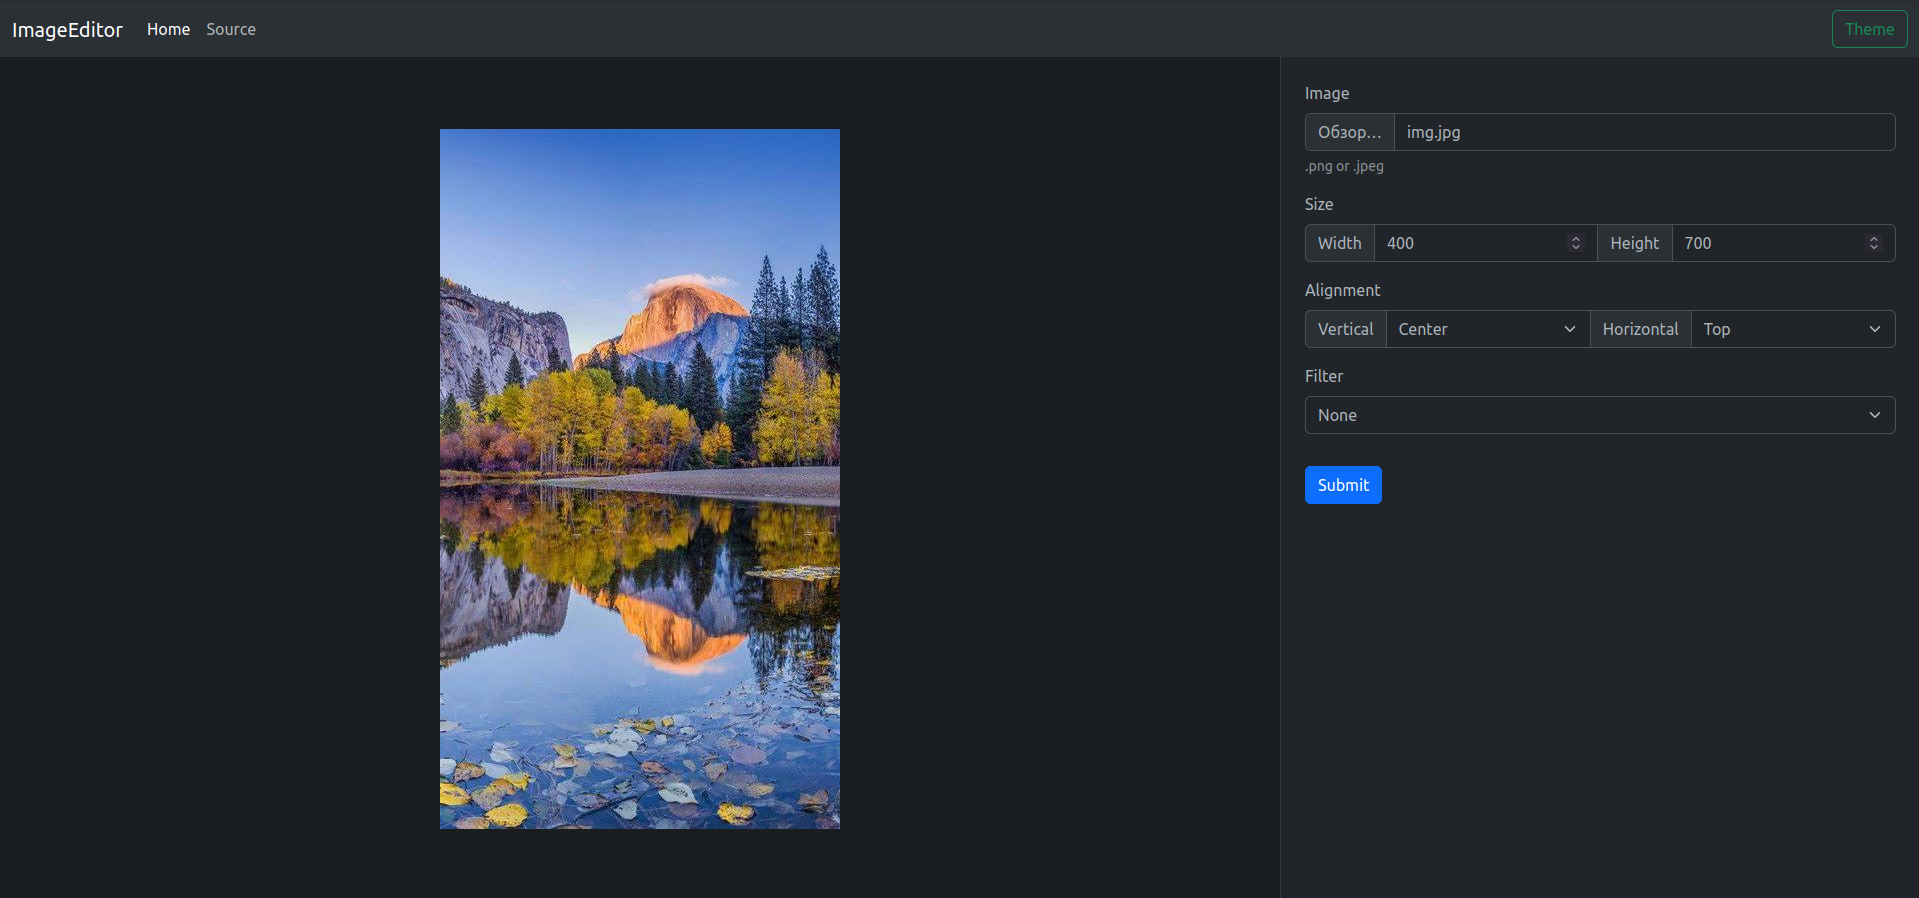 ImageEditor Home Source Theme
Image
Обзор... img.jpg
.png or .jpeg
Size
Width 400 Height 700
Alignment
Vertical Center Horizontal Top
Filter
None
Submit